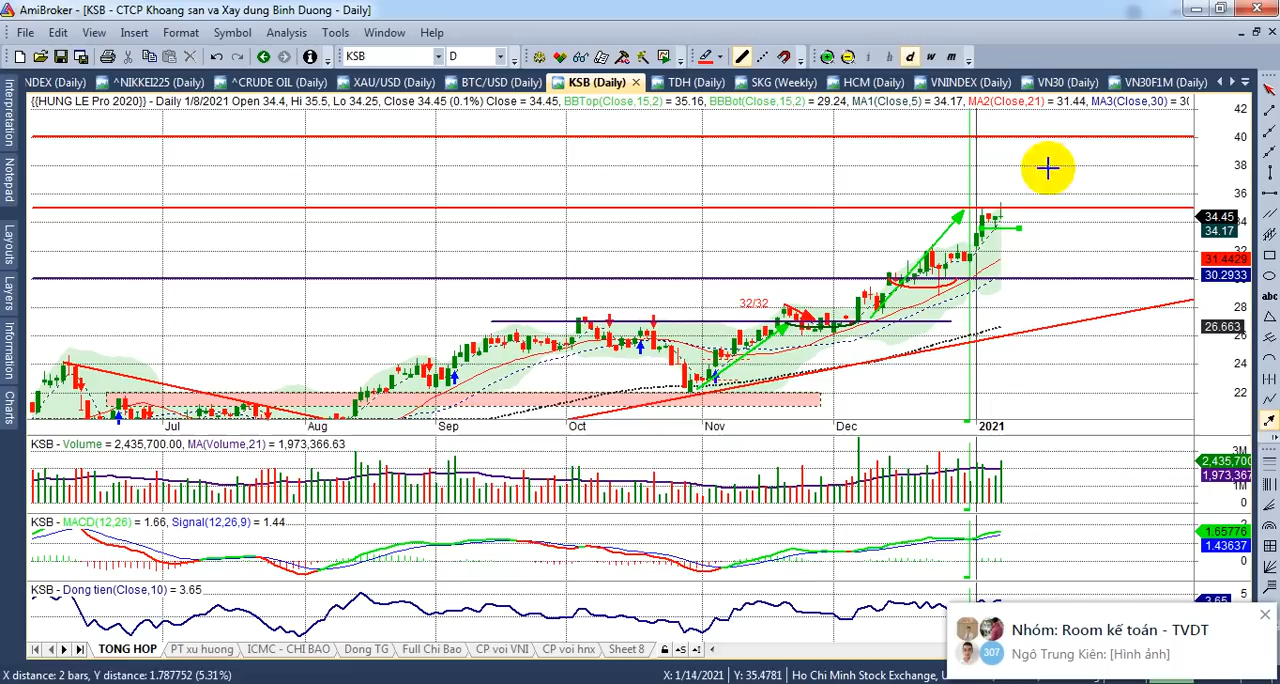 AmiBroker - [KSB - CTCP Khoang san va Xay dung Binh Duong - Daily]
File Edit View Insert Format Symbol Analysis Tools Window Help
KSB D i h d w m
NDEX (Daily) ^NIKKEI225 (Daily) ^CRUDE OIL (Daily) XAU/USD (Daily) BTC/USD (Daily) KSB (Daily) TDH (Daily) SKG (Weekly) HCM (Daily) VNINDEX (Daily) VN30 (Daily) VN30F1M (Daily)
{{HUNG LE Pro 2020}} - Daily 1/8/2021 Open 34.4, Hi 35.5, Lo 34.25, Close 34.45 (0.1%) Close = 34.45, BBTop(Close,15,2) = 35.16, BBBot(Close,15,2) = 29.24, MA1(Close,5) = 34.17, MA2(Close,21) = 31.44, MA3(Close,30) = 30
Interpretation
Notepad
Layouts
Layers
Information
Charts
42
40
38
36
34
32
28
26
24
22
34.45
34.17
31.4429
30.2933
26.663
32/32
Jul Aug Sep Oct Nov Dec 2021
KSB - Volume = 2,435,700.00, MA(Volume,21) = 1,973,366.63
3M
2,435,700
1,973,367
1M
0
KSB - MACD(12,26) = 1.66, Signal(12,26,9) = 1.44
2
1.65776
1.43637
0
KSB - Dong tien(Close,10) = 3.65
5
3.65
TONG HOP PT xu huong ICMC - CHI BAO Dong TG Full Chi Bao CP voi VNI CP voi hnx Sheet 8
Nhóm: Room kế toán - TVDT
307
Ngô Trung Kiên: [Hình ảnh]
X distance: 2 bars, Y distance: 1.787752 (5.31%) X: 1/14/2021 Y: 35.4781 Ho Chi Minh Stock Exchange,
abc